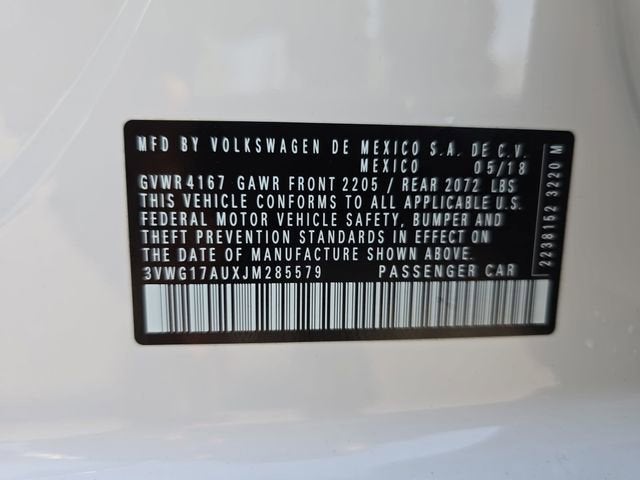 MFD BY VOLKSWAGEN DE MEXICO S.A. DE C.V.
MEXICO 05/18
GVWR 4167 GAWR FRONT 2205 / REAR 2072 LBS
THIS VEHICLE CONFORMS TO ALL APPLICABLE U.S.
FEDERAL MOTOR VEHICLE SAFETY, BUMPER AND
THEFT PREVENTION STANDARDS IN EFFECT ON
THE DATE OF MANUFACTURE SHOWN ABOVE.
3VWG17AUXJM285579 PASSENGER CAR
2238152 3220 M